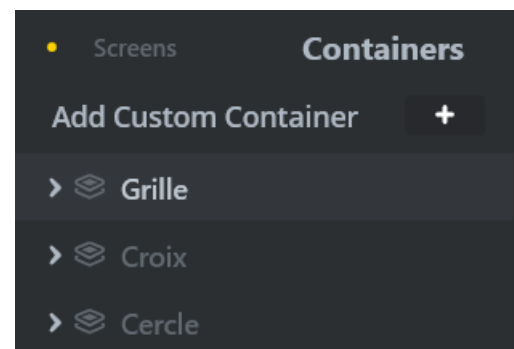 Screens Containers
Add Custom Container +
Grille
Croix
Cercle